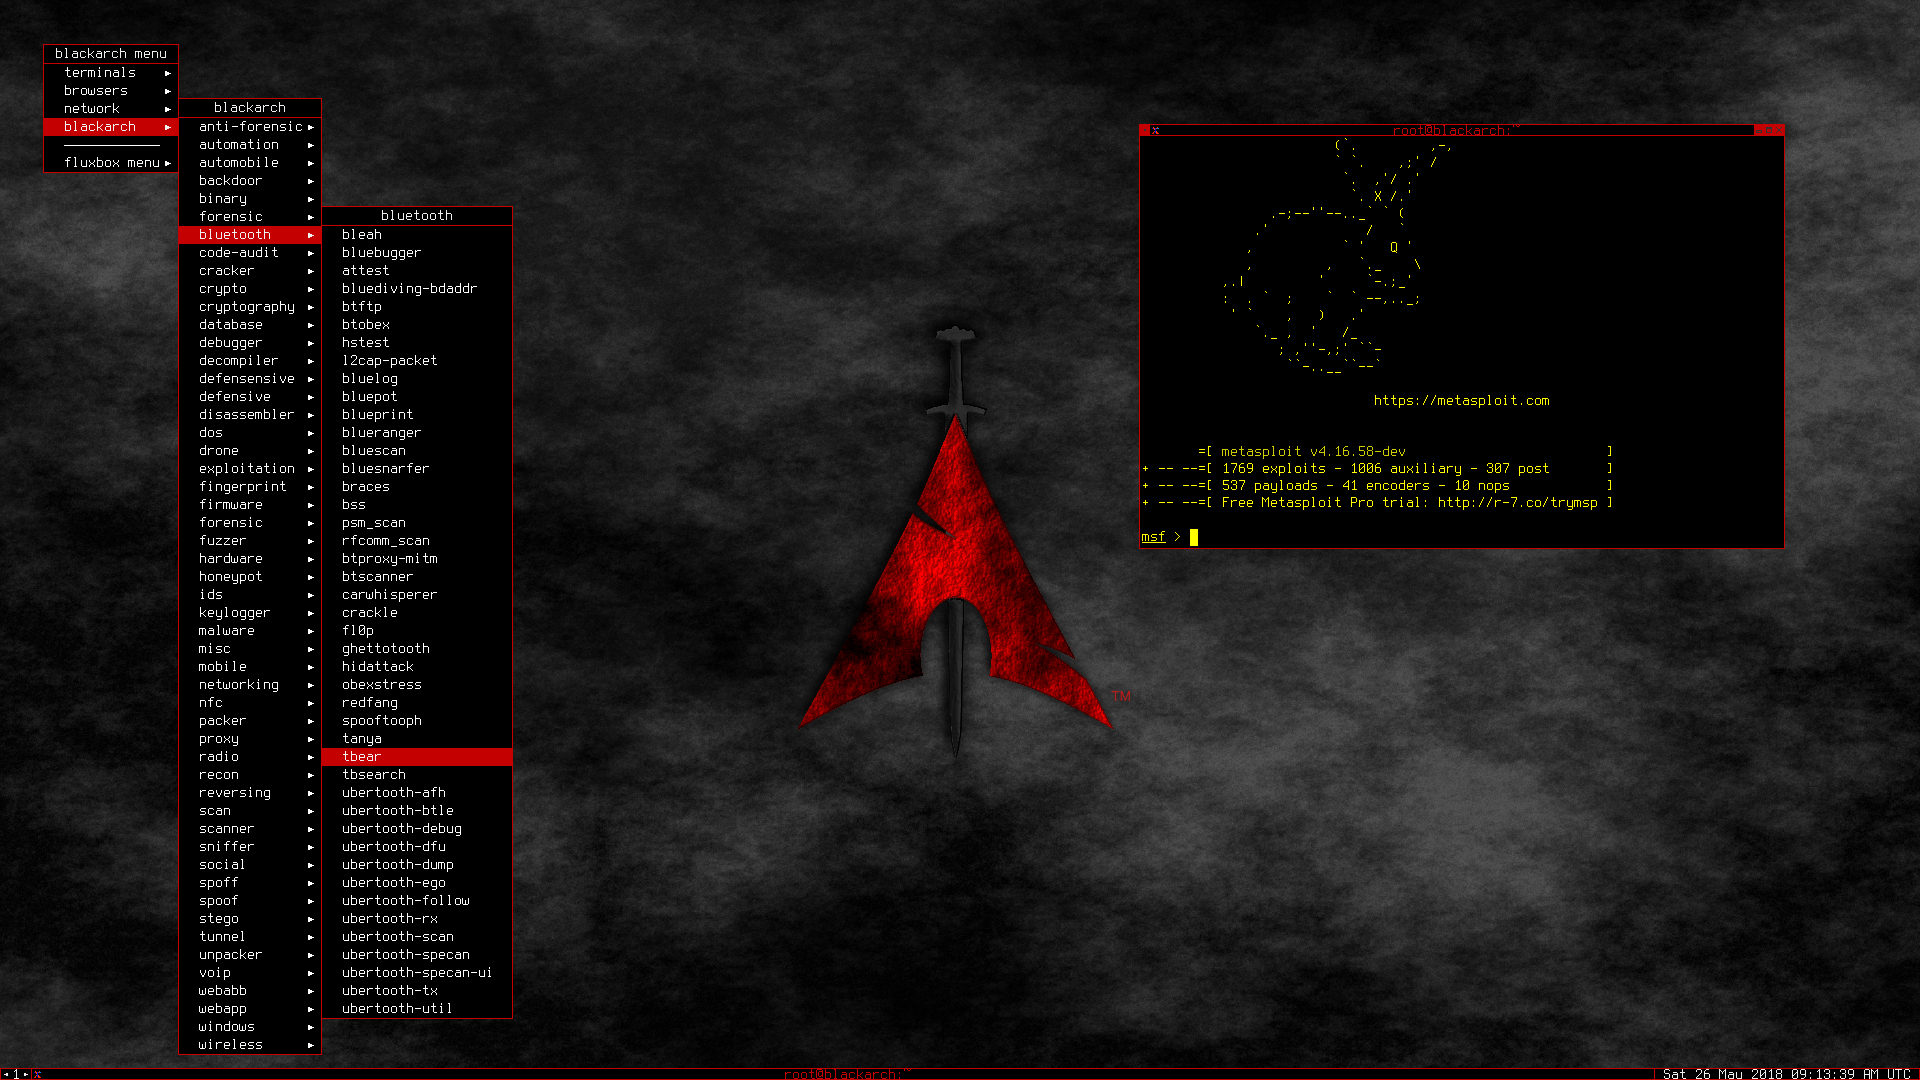 blackarch menu
terminals
browsers
network
blackarch
fluxbox menu
blackarch
anti-forensic
automation
automobile
backdoor
binary
forensic
bluetooth
code-audit
cracker
crypto
cryptography
database
debugger
decompiler
defensensive
defensive
disassembler
dos
drone
exploitation
fingerprint
firmware
forensic
fuzzer
hardware
honeypot
ids
keylogger
malware
misc
mobile
networking
nfc
packer
proxy
radio
recon
reversing
scan
scanner
sniffer
social
spoff
spoof
stego
tunnel
unpacker
voip
webabb
webapp
windows
wireless
bluetooth
bleah
bluebugger
attest
bluediving-bdaddr
btftp
btobex
hstest
l2cap-packet
bluelog
bluepot
blueprint
blueranger
bluescan
bluesnarfer
braces
bss
psm_scan
rfcomm_scan
btproxy-mitm
btscanner
carwhisperer
crackle
fl0p
ghettotooth
hidattack
obexstress
redfang
spooftooph
tanya
tbear
tbsearch
ubertooth-afh
ubertooth-btle
ubertooth-debug
ubertooth-dfu
ubertooth-dump
ubertooth-ego
ubertooth-follow
ubertooth-rx
ubertooth-scan
ubertooth-specan
ubertooth-specan-ui
ubertooth-tx
ubertooth-util
TM
root@blackarch:~
https://metasploit.com
=[ metasploit v4.16.58-dev ]
+ -- --=[ 1769 exploits - 1006 auxiliary - 307 post ]
+ -- --=[ 537 payloads - 41 encoders - 10 nops ]
+ -- --=[ Free Metasploit Pro trial: http://r-7.co/trymsp ]
msf >
1
root@blackarch:~
Sat 26 May 2018 09:13:39 AM UTC